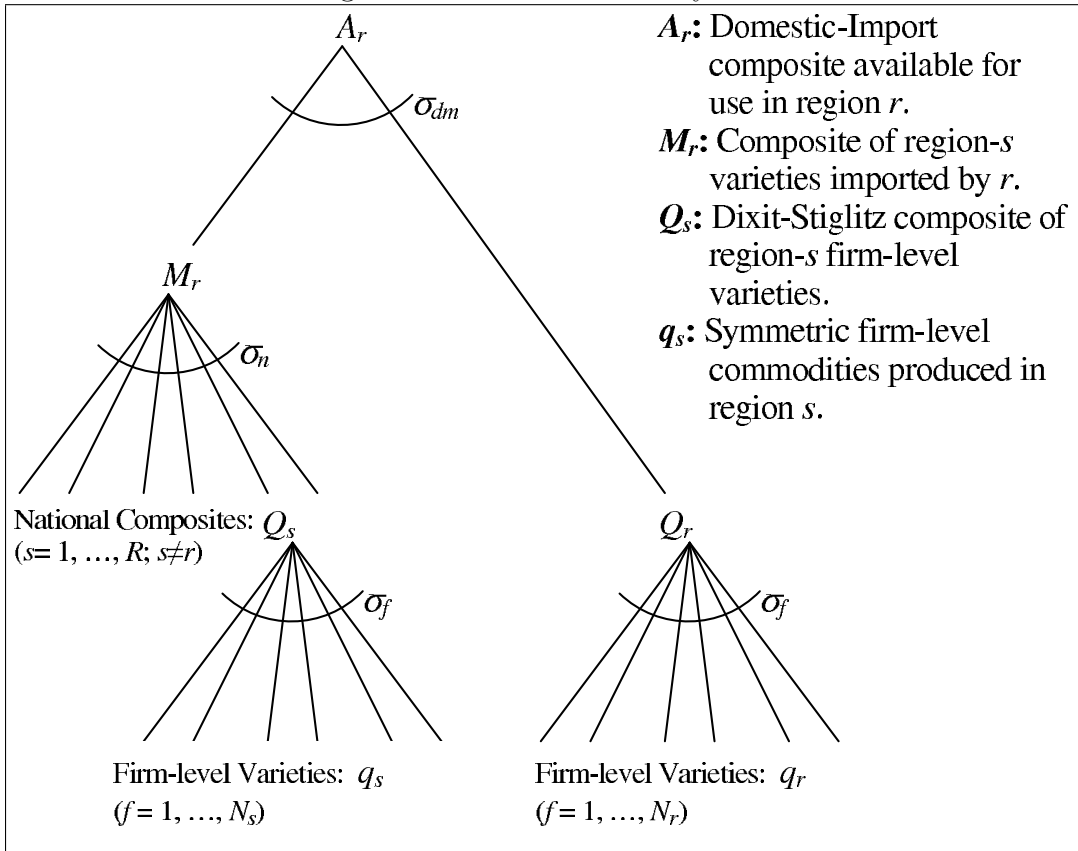 A_r
σ_dm
M_r
σ_n
National Composites: Q_s
(s= 1, …, R; s≠r)
σ_f
Firm-level Varieties: q_s
(f = 1, …, N_s)
Q_r
σ_f
Firm-level Varieties: q_r
(f = 1, …, N_r)
A_r: Domestic-Import
composite available for
use in region r.
M_r: Composite of region-s
varieties imported by r.
Q_s: Dixit-Stiglitz composite of
region-s firm-level
varieties.
q_s: Symmetric firm-level
commodities produced in
region s.